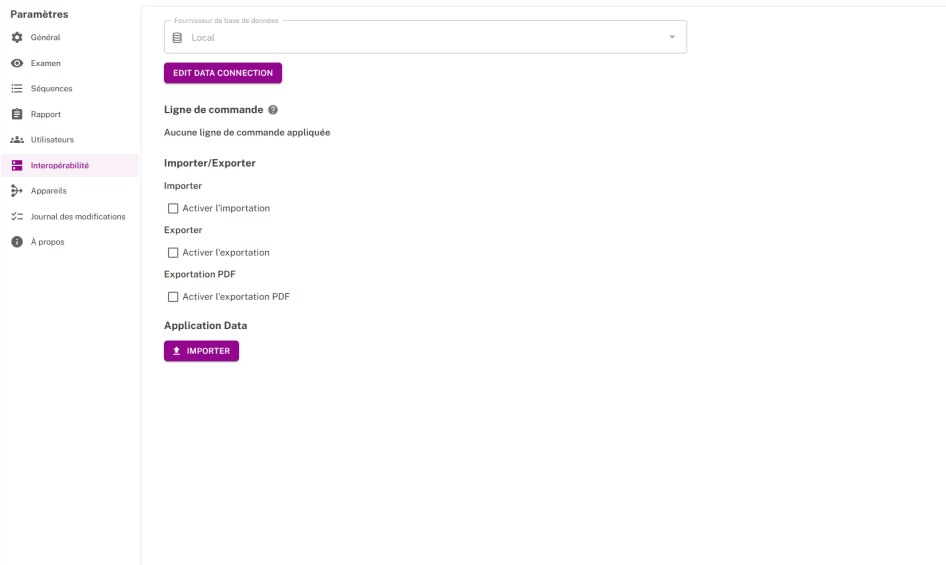 Paramètres
Général
Examen
Séquences
Rapport
Utilisateurs
Interopérabilité
Appareils
Journal des modifications
À propos
Fournisseur de base de données
Local
EDIT DATA CONNECTION
Ligne de commande
Aucune ligne de commande appliquée
Importer/Exporter
Importer
Activer l'importation
Exporter
Activer l'exportation
Exportation PDF
Activer l'exportation PDF
Application Data
IMPORTER